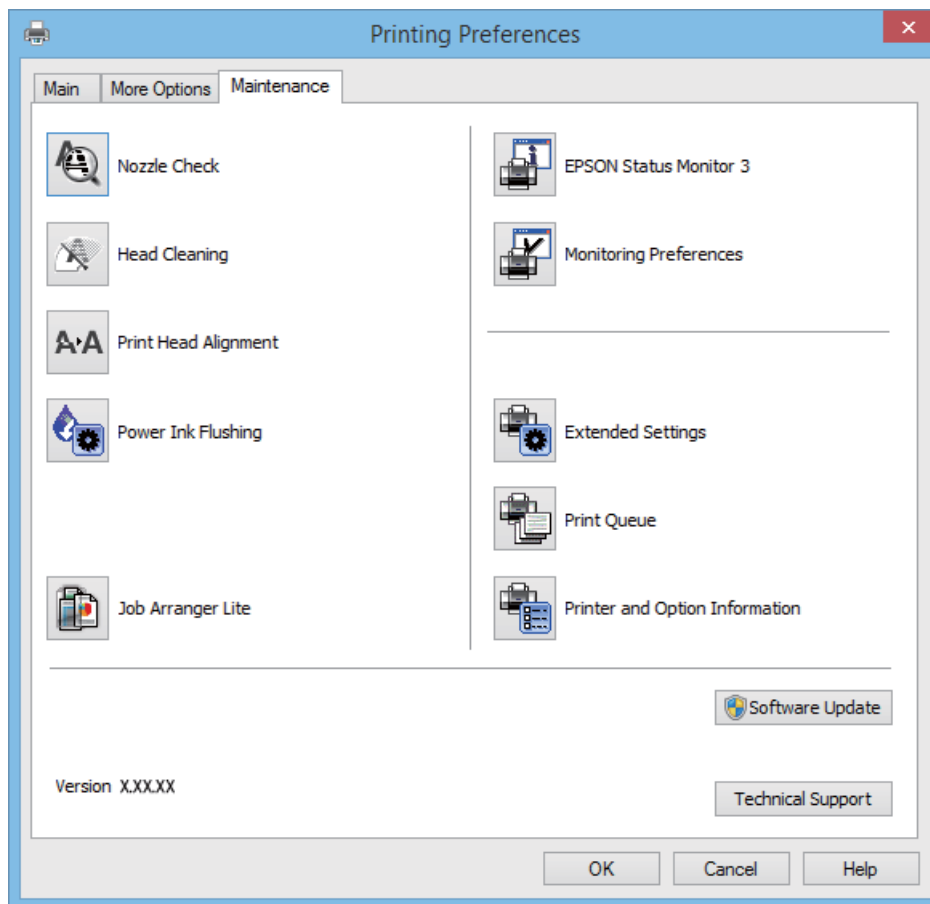 Printing Preferences
Main
More Options
Maintenance
Nozzle Check
Head Cleaning
A·A Print Head Alignment
Power Ink Flushing
Job Arranger Lite
EPSON Status Monitor 3
Monitoring Preferences
Extended Settings
Print Queue
Printer and Option Information
Software Update
Version X.XX.XX
Technical Support
OK
Cancel
Help